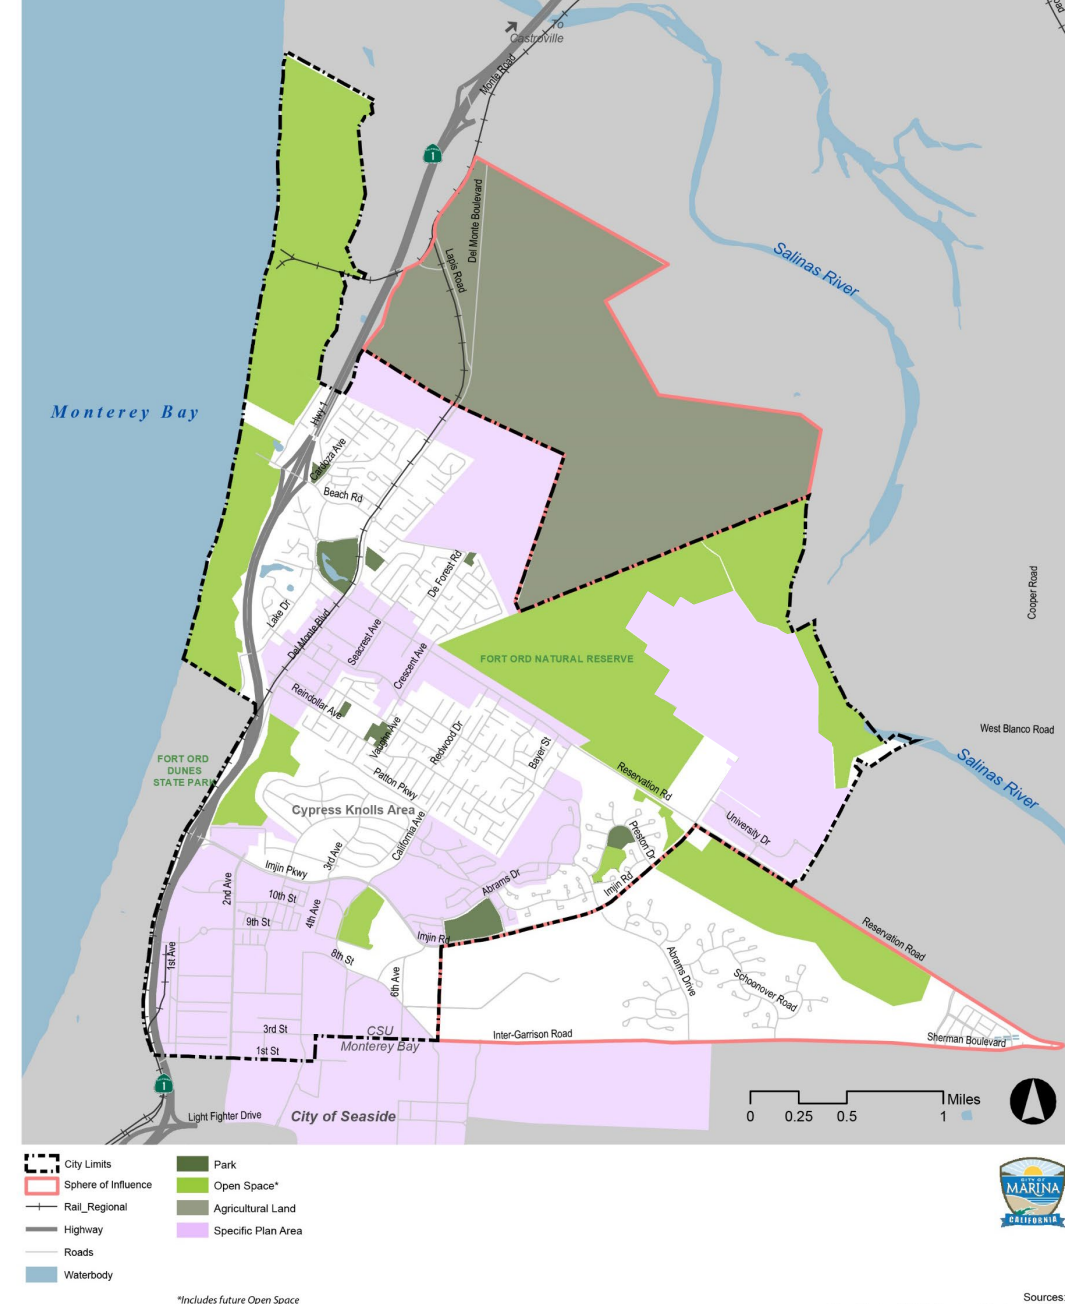 To
Castroville
Monte Road
1
Del Monte Boulevard
Lapis Road
Salinas River
Monterey Bay
Hwy 1
Cardoza Ave
Beach Rd
De Forest Rd
Cooper Road
Lake Dr
Del Monte Blvd
Seacrest Ave
Crescent Ave
FORT ORD NATURAL RESERVE
Reindollar Ave
Vaughn Ave
Redwood Dr
Bayer St
West Blanco Road
FORT ORD
DUNES
STATE PARK
Salinas River
Patton Pkwy
Reservation Rd
Cypress Knolls Area
California Ave
Preston Dr
University Dr
3rd Ave
Imjin Pkwy
2nd Ave
10th St
Abrams Dr
Imjin Rd
4th Ave
9th St
Imjin Rd
Reservation Road
1st Ave
8th St
6th Ave
Abrams Drive
Schoonover Road
3rd St
CSU
Monterey Bay
Inter-Garrison Road
Sherman Boulevard
1st St
1
Light Fighter Drive
City of Seaside
Miles
0 0.25 0.5 1
City Limits
Sphere of Influence
Rail_Regional
Highway
Roads
Waterbody
Park
Open Space*
Agricultural Land
Specific Plan Area
CITY OF
MARINA
CALIFORNIA
*Includes future Open Space
Sources: